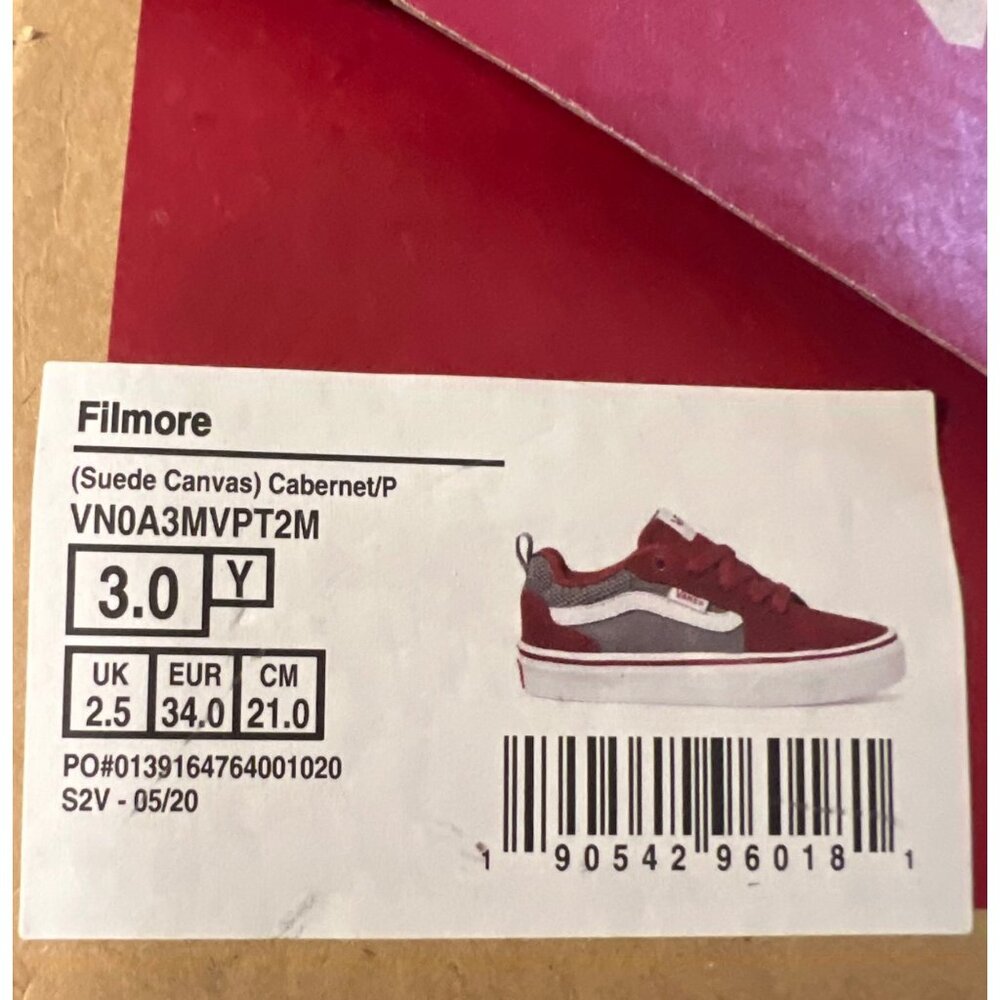 Filmore
(Suede Canvas) Cabernet/P
VN0A3MVPT2M
3.0 Y
UK EUR CM
2.5 34.0 21.0
PO#0139164764001020
S2V - 05/20
VANS
1 90542 96018 1